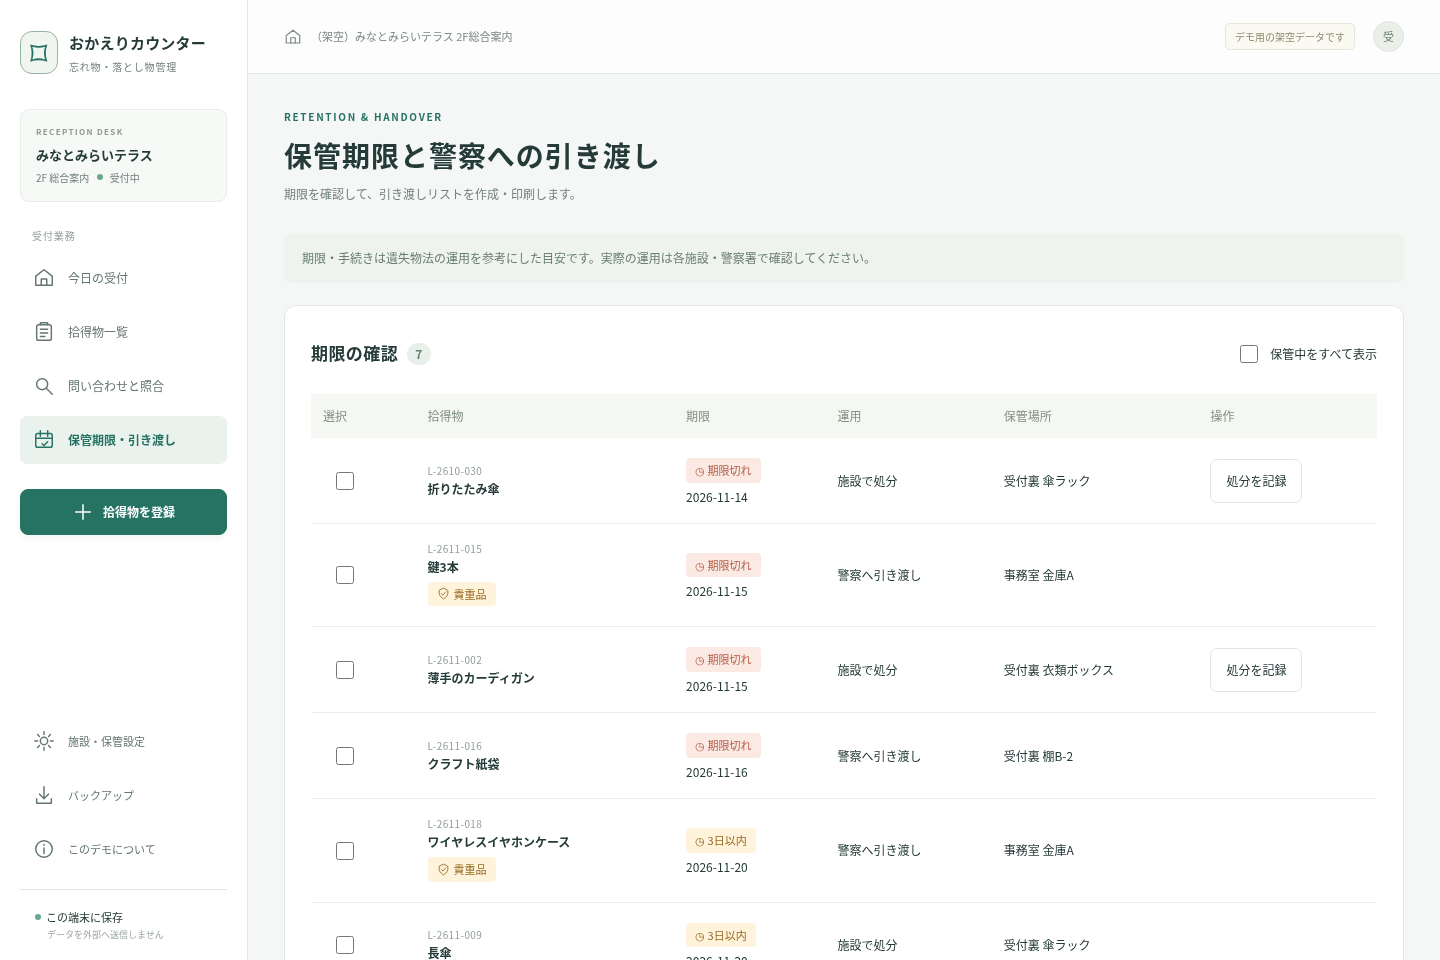 おかえりカウンター
忘れ物・落とし物管理
RECEPTION DESK
みなとみらいテラス
2F 総合案内 受付中
受付業務
今日の受付
拾得物一覧
問い合わせと照合
保管期限・引き渡し
拾得物を登録
施設・保管設定
バックアップ
このデモについて
この端末に保存
データを外部へ送信しません
（架空）みなとみらいテラス 2F総合案内
デモ用の架空データです
受
RETENTION & HANDOVER
保管期限と警察への引き渡し
期限を確認して、引き渡しリストを作成・印刷します。
期限・手続きは遺失物法の運用を参考にした目安です。実際の運用は各施設・警察署で確認してください。
期限の確認 7
保管中をすべて表示
選択 拾得物 期限 運用 保管場所 操作
L-2610-030
折りたたみ傘
期限切れ
2026-11-14
施設で処分
受付裏 傘ラック
処分を記録
L-2611-015
鍵3本
貴重品
期限切れ
2026-11-15
警察へ引き渡し
事務室 金庫A
L-2611-002
薄手のカーディガン
期限切れ
2026-11-15
施設で処分
受付裏 衣類ボックス
処分を記録
L-2611-016
クラフト紙袋
期限切れ
2026-11-16
警察へ引き渡し
受付裏 棚B-2
L-2611-018
ワイヤレスイヤホンケース
貴重品
3日以内
2026-11-20
警察へ引き渡し
事務室 金庫A
L-2611-009
長傘
3日以内
施設で処分
受付裏 傘ラック